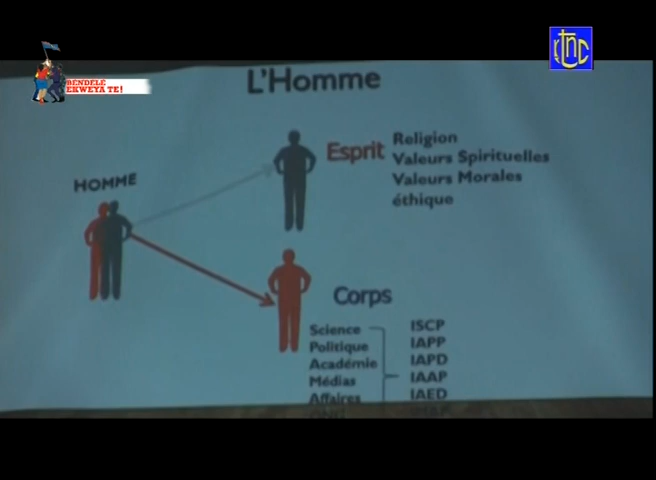 BENDELE
EKWEYA TE!
rtnc
L'Homme
HOMME
Esprit
Religion
Valeurs Spirituelles
Valeurs Morales
éthique
Corps
Science
Politique
Académie
Médias
Affaires
ISCP
IAPP
IAPD
IAAP
IAED